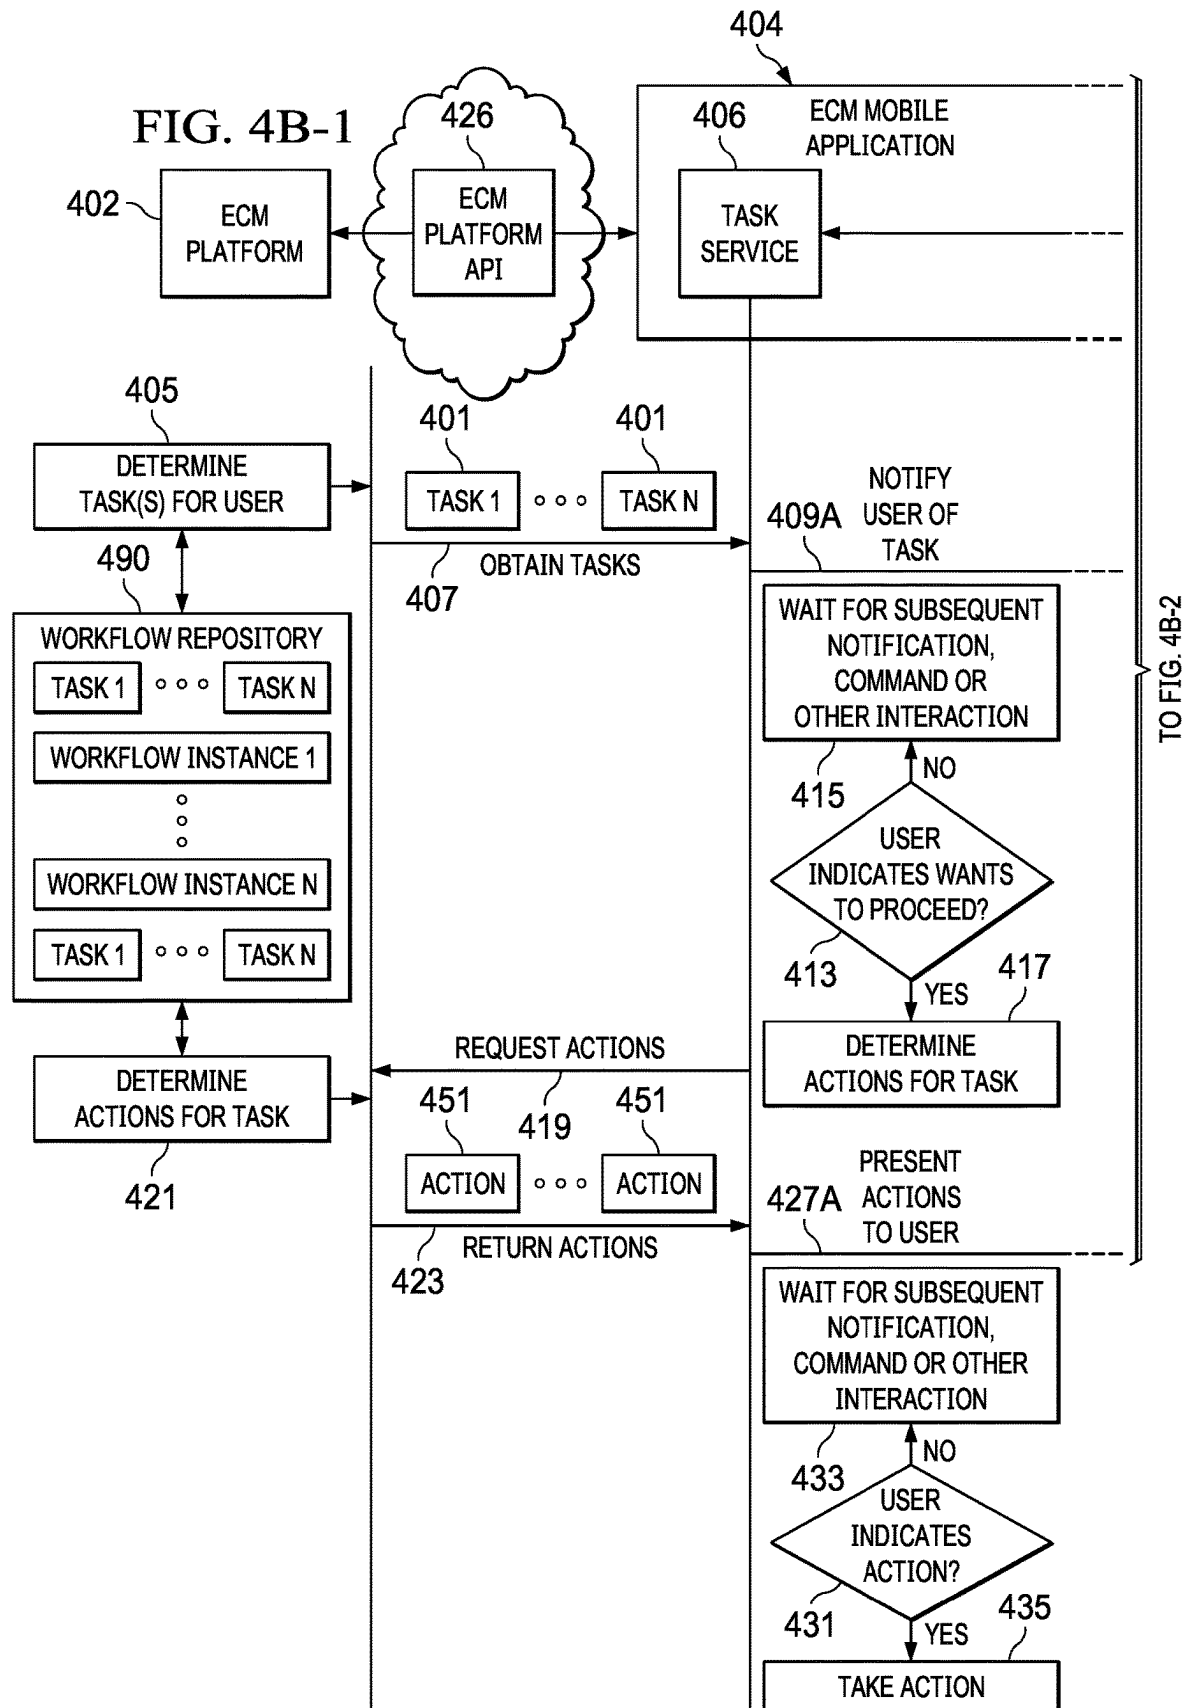 404
FIG. 4B-1
426
406
ECM MOBILE
APPLICATION
402
ECM
PLATFORM
ECM
PLATFORM
API
TASK
SERVICE
405
401
401
DETERMINE
TASK(S) FOR USER
TASK 1
TASK N
NOTIFY
USER OF
TASK
409A
490
OBTAIN TASKS
407
WORKFLOW REPOSITORY
TASK 1
TASK N
WORKFLOW INSTANCE 1
WORKFLOW INSTANCE N
TASK 1
TASK N
WAIT FOR SUBSEQUENT
NOTIFICATION,
COMMAND OR
OTHER INTERACTION
TO FIG. 4B-2
415
NO
USER
INDICATES WANTS
TO PROCEED?
413
YES
417
REQUEST ACTIONS
419
DETERMINE
ACTIONS FOR TASK
DETERMINE
ACTIONS FOR TASK
421
451
451
ACTION
ACTION
PRESENT
ACTIONS
TO USER
427A
RETURN ACTIONS
423
WAIT FOR SUBSEQUENT
NOTIFICATION,
COMMAND OR OTHER
INTERACTION
433
NO
USER
INDICATES
ACTION?
431
YES
435
TAKE ACTION